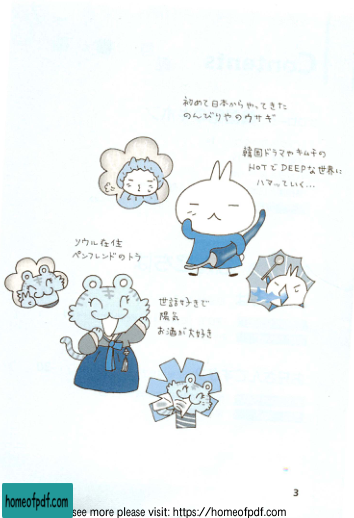 初めて日本からやってきた
のんびりやのウサギ
韓国ドラマやキムチの
HOTでDEEPな世界に
ハマっていく…
ソウル在住
ペンフレンドのトラ
世話好きで
陽気
お酒が大好き
3
homeofpdf.com
see more please visit: https://homeofpdf.com